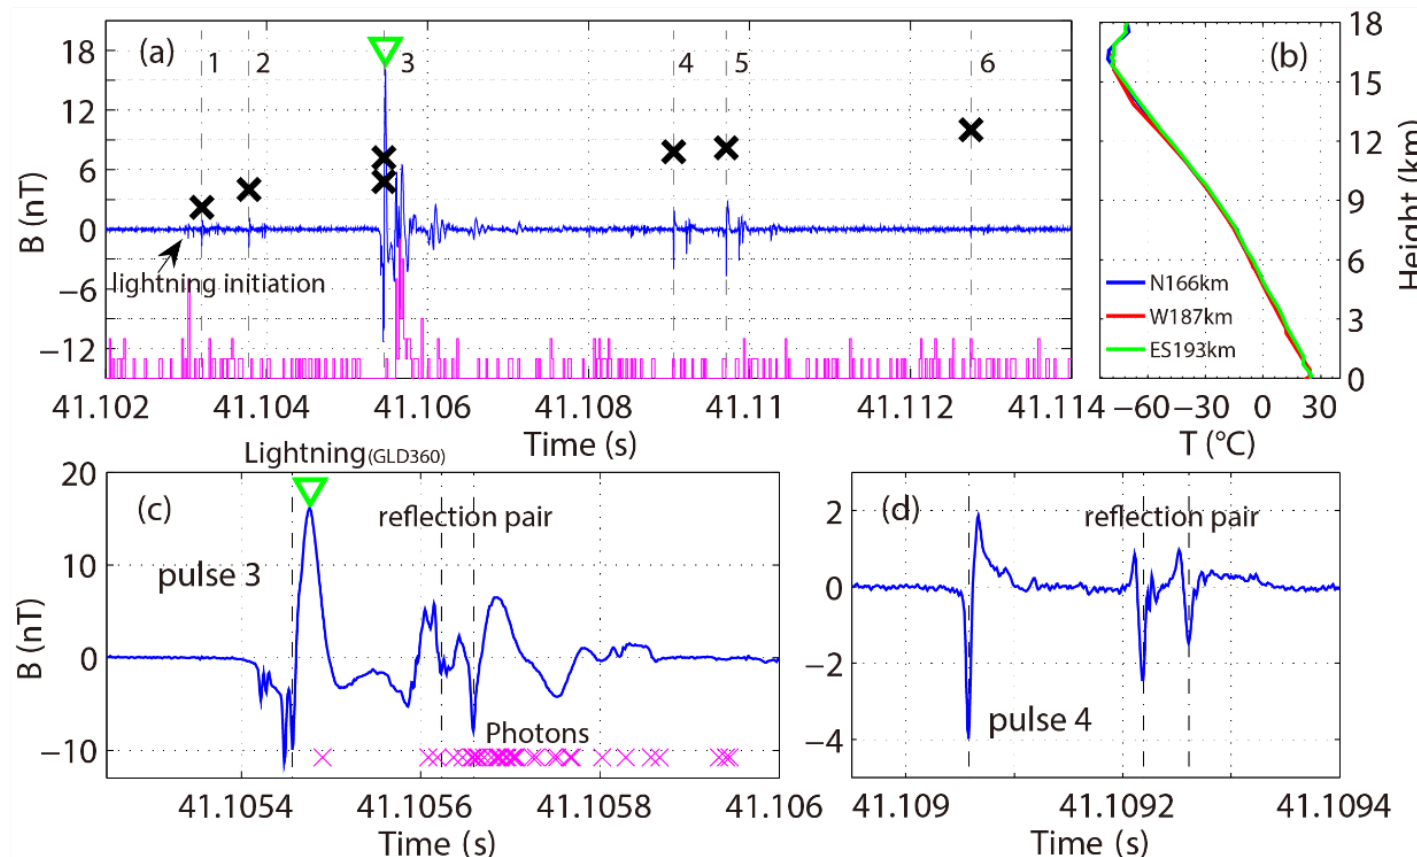 (a)
1
2
3
4
5
6
18
12
6
0
−6
−12
B (nT)
lightning initiation
41.102
41.104
41.106
41.108
41.11
41.112
41.114
Time (s)
(b)
18
15
12
9
6
3
0
Height (km)
N166km
W187km
ES193km
−60
−30
0
30
T (°C)
Lightning(GLD360)
(c)
reflection pair
pulse 3
Photons
20
10
0
−10
B (nT)
41.1054
41.1056
41.1058
41.106
Time (s)
(d)
reflection pair
pulse 4
2
0
−2
−4
41.109
41.1092
41.1094
Time (s)